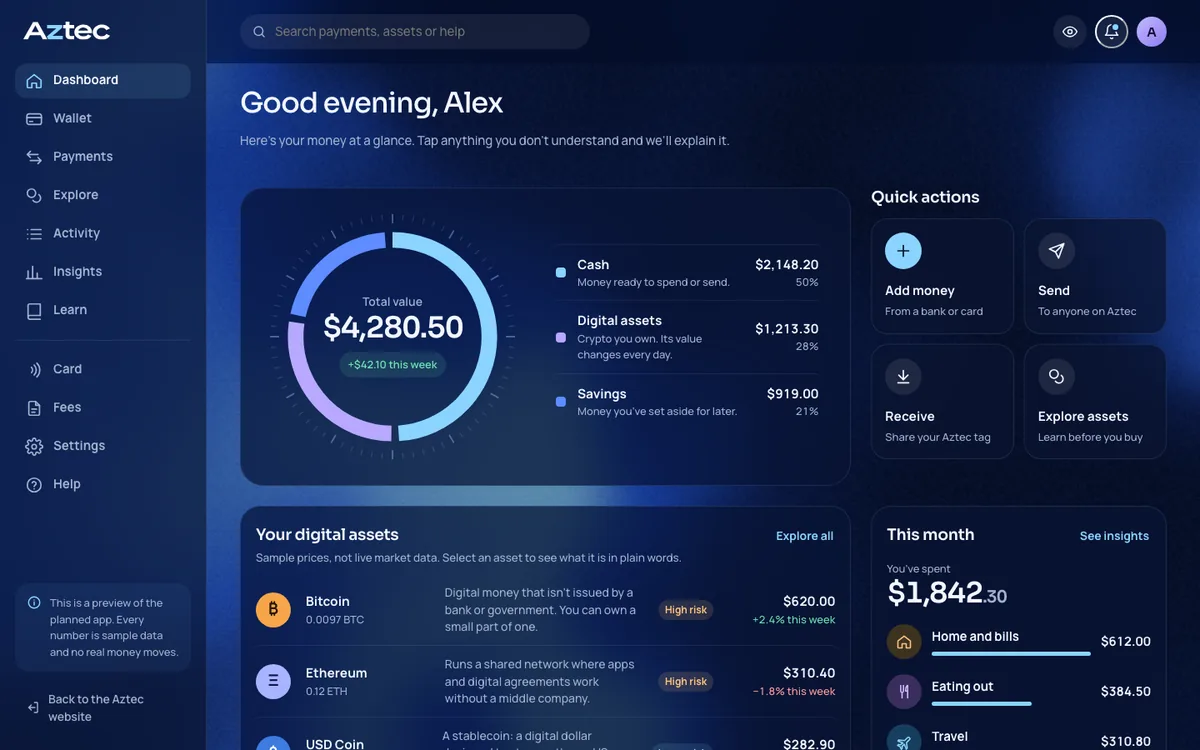 Aztec
Search payments, assets or help
A
Dashboard
Wallet
Payments
Explore
Activity
Insights
Learn
Card
Fees
Settings
Help
This is a preview of the
planned app. Every
number is sample data
and no real money moves.
Back to the Aztec
website
Good evening, Alex
Here's your money at a glance. Tap anything you don't understand and we'll explain it.
Total value
$4,280.50
+$42.10 this week
Cash
$2,148.20
Money ready to spend or send.
50%
Digital assets
$1,213.30
Crypto you own. Its value
changes every day.
28%
Savings
$919.00
Money you've set aside for later.
21%
Quick actions
Add money
From a bank or card
Send
To anyone on Aztec
Receive
Share your Aztec tag
Explore assets
Learn before you buy
Your digital assets
Explore all
Sample prices, not live market data. Select an asset to see what it is in plain words.
Bitcoin
0.0097 BTC
Digital money that isn't issued by a
bank or government. You can own a
small part of one.
High risk
$620.00
+2.4% this week
Ethereum
0.12 ETH
Runs a shared network where apps
and digital agreements work
without a middle company.
High risk
$310.40
−1.8% this week
USD Coin
A stablecoin: a digital dollar
$282.90
This month
See insights
You've spent
$1,842.30
Home and bills
$612.00
Eating out
$384.50
Travel
$310.80